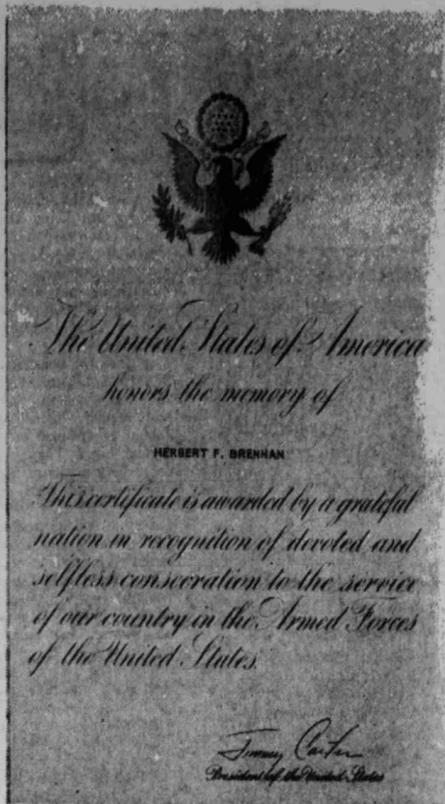 The United States of America
honors the memory of
HERBERT F. BRENNAN
This certificate is awarded by a grateful
nation in recognition of devoted and
selfless consecration to the service
of our country in the Armed Forces
of the United States.
Jimmy Carter
President of the United States